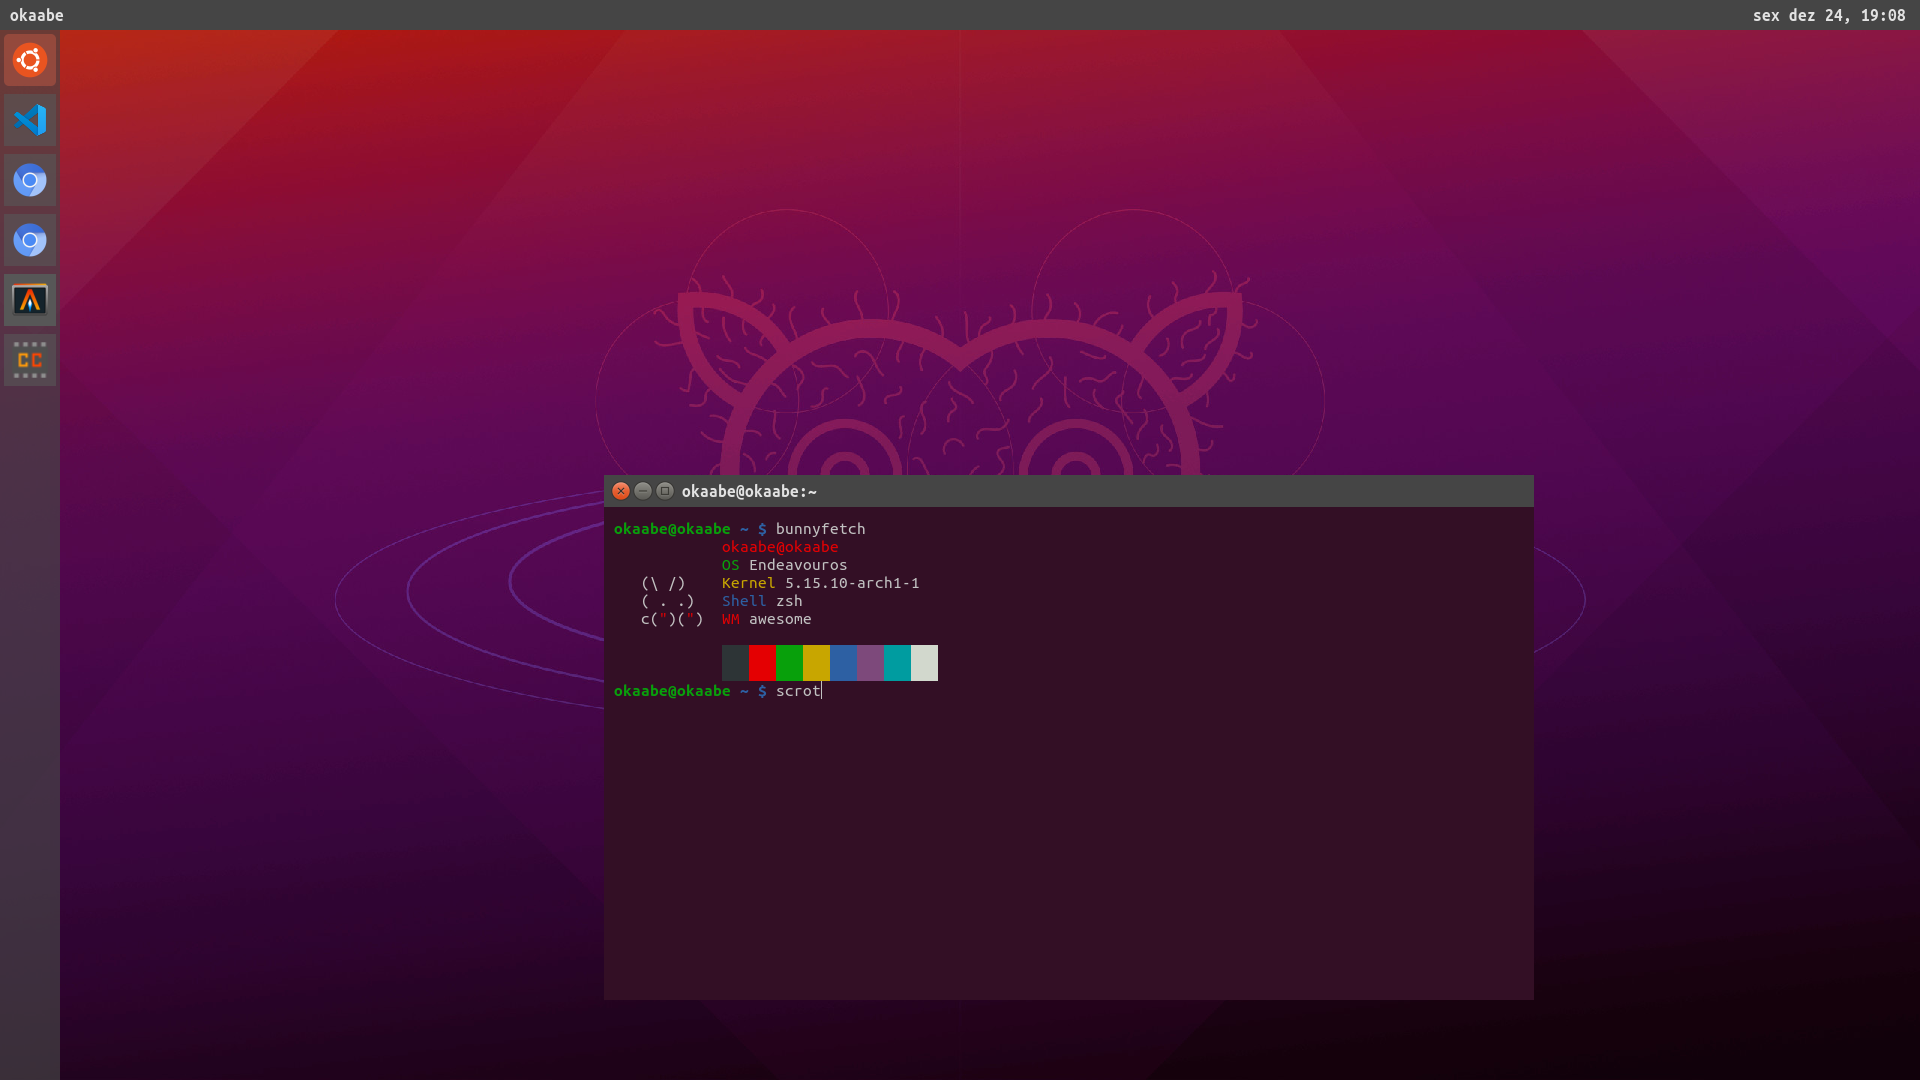 okaabe
sex dez 24, 19:08
CC
okaabe@okaabe:~
okaabe@okaabe ~ $ bunnyfetch
okaabe@okaabe
OS Endeavouros
(\ /) Kernel 5.15.10-arch1-1
( . .) Shell zsh
c(")(") WM awesome
okaabe@okaabe ~ $ scrot